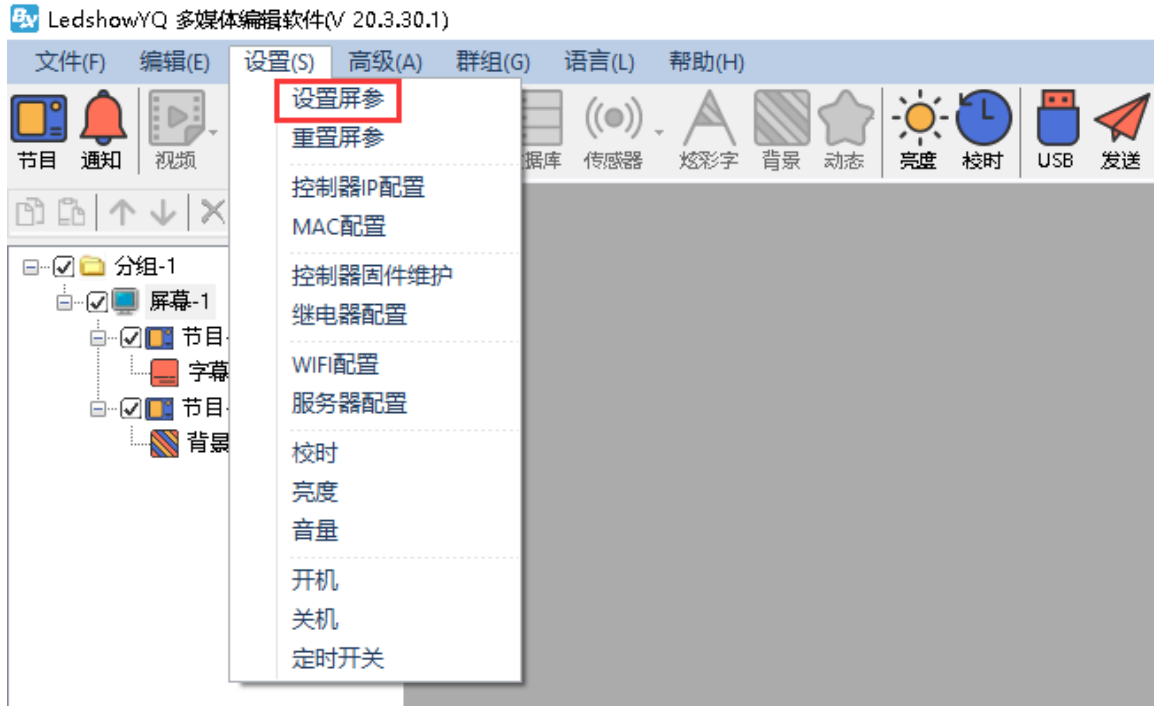 BX LedshowYQ 多媒体编辑软件(V 20.3.30.1)
文件(F) 编辑(E) 设置(S) 高级(A) 群组(G) 语言(L) 帮助(H)
节目 通知 视频 据库 传感器 炫彩字 背景 动态 亮度 校时 USB 发送
设置屏参
重置屏参
控制器IP配置
MAC配置
控制器固件维护
继电器配置
WIFI配置
服务器配置
校时
亮度
音量
开机
关机
定时开关
分组-1
屏幕-1
节目-
字幕
节目-
背景